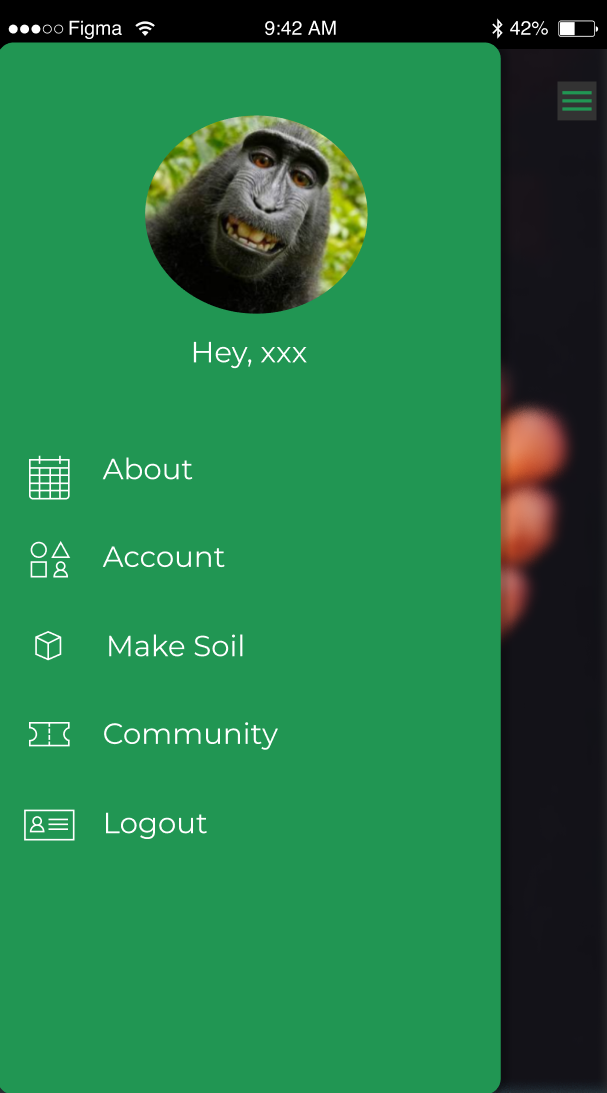 Figma 9:42 AM 42%
Hey, xxx
About
Account
Make Soil
Community
Logout